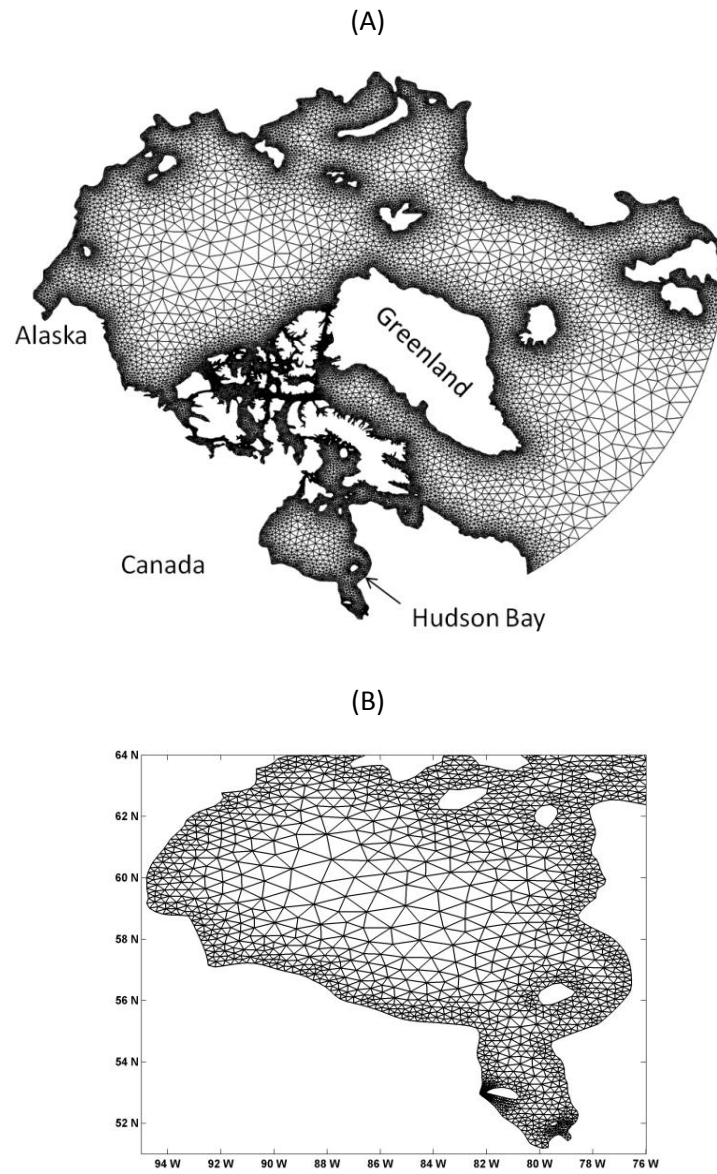 (A)
Alaska
Greenland
Canada
Hudson Bay
(B)
64 N
62 N
60 N
58 N
56 N
54 N
52 N
94 W 92 W 90 W 88 W 86 W 84 W 82 W 80 W 78 W 76 W